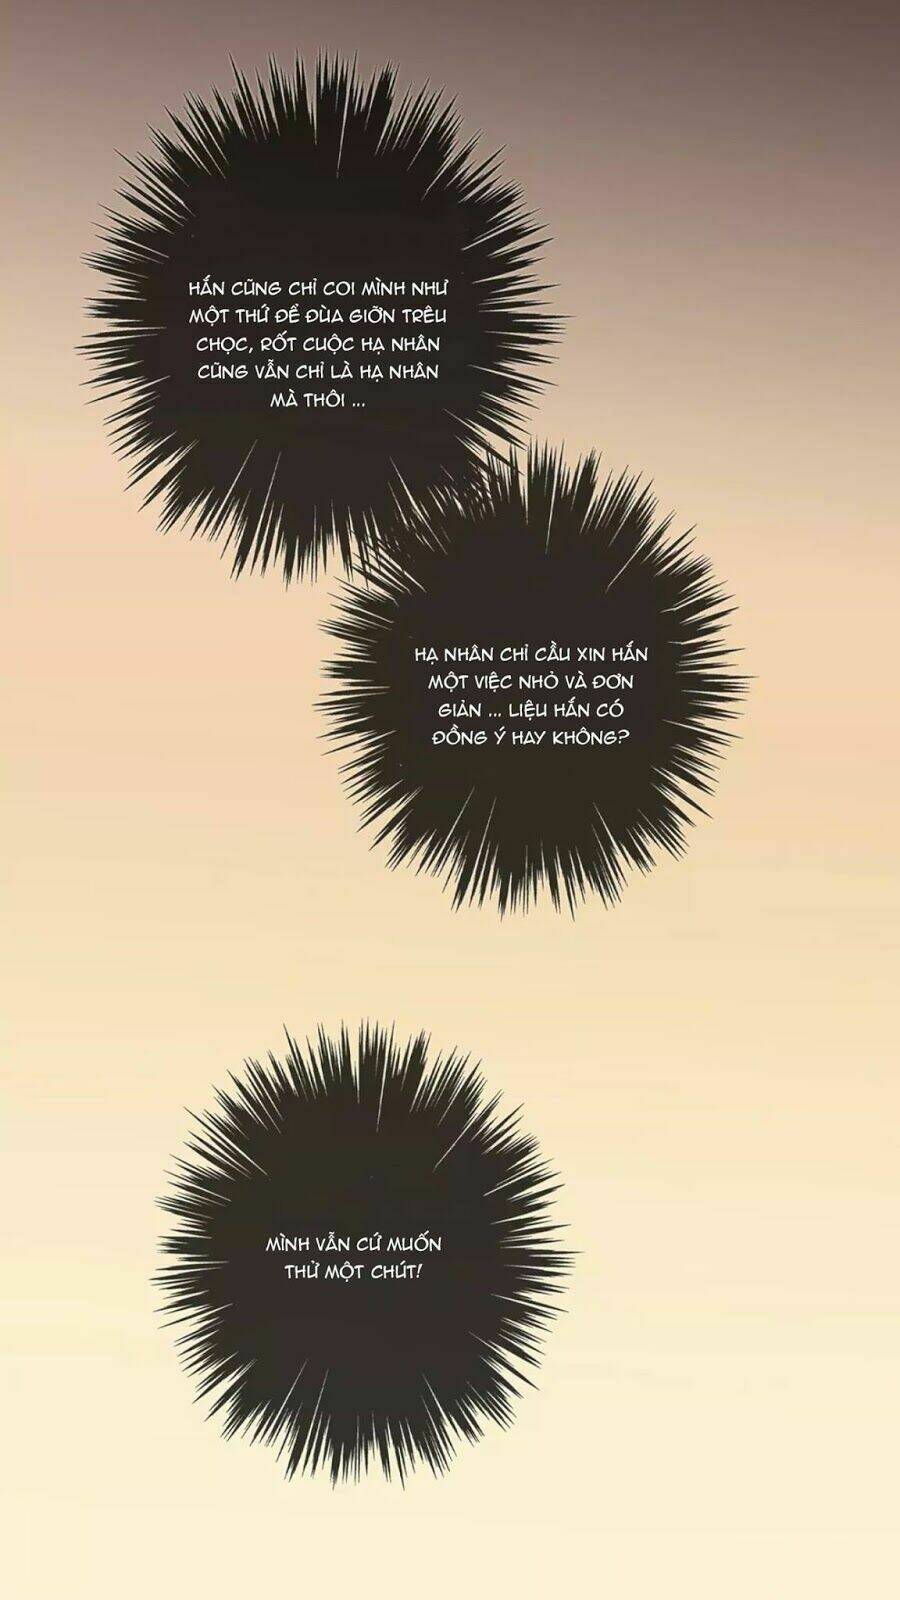 HẮN CŨNG CHỈ COI MÌNH NHƯ
MỘT THỨ ĐỂ ĐÙA GIỠN TRÊU
CHỌC, RỐT CUỘC HẠ NHÂN
CŨNG VẪN CHỈ LÀ HẠ NHÂN
MÀ THÔI ...
HẠ NHÂN CHỈ CẦU XIN HẮN
MỘT VIỆC NHỎ VÀ ĐƠN
GIẢN ... LIỆU HẮN CÓ
ĐỒNG Ý HAY KHÔNG?
MÌNH VẪN CỨ MUỐN
THỬ MỘT CHÚT!